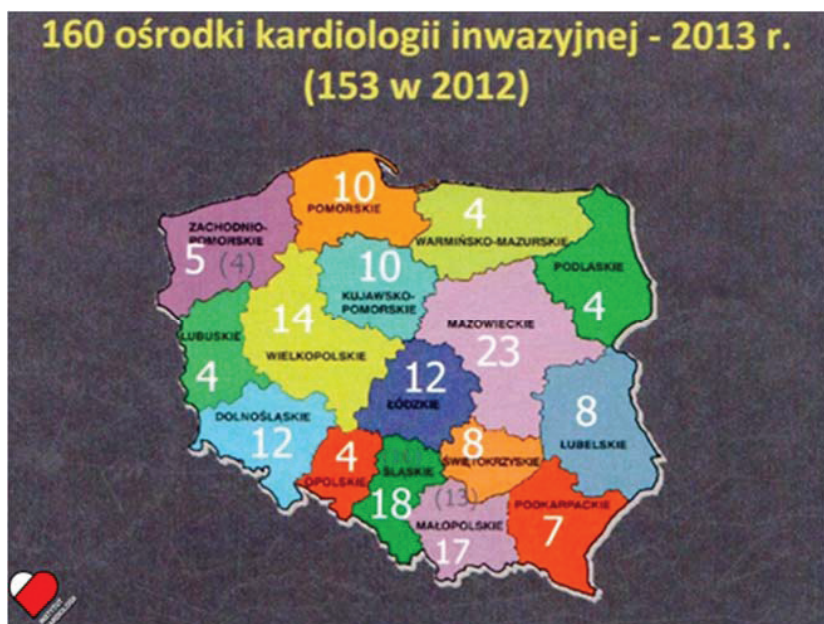 160 ośrodki kardiologii inwazyjnej - 2013 r.
(153 w 2012)
10
POMORSKIE
4
WARMIŃSKO-MAZURSKIE
ZACHODNIO-
POMORSKIE
5 (4)
10
KUJAWSKO-
POMORSKIE
PODLASKIE
4
14
WIELKOPOLSKIE
MAZOWIECKIE
23
LUBUSKIE
4
12
ŁÓDZKIE
DOLNOŚLĄSKIE
12
8
LUBELSKIE
4
OPOLSKIE
ŚLĄSKIE
18
8
ŚWIĘTOKRZYSKIE
(13)
MAŁOPOLSKIE
17
PODKARPACKIE
7
INSTYTUT
KARDIOLOGII